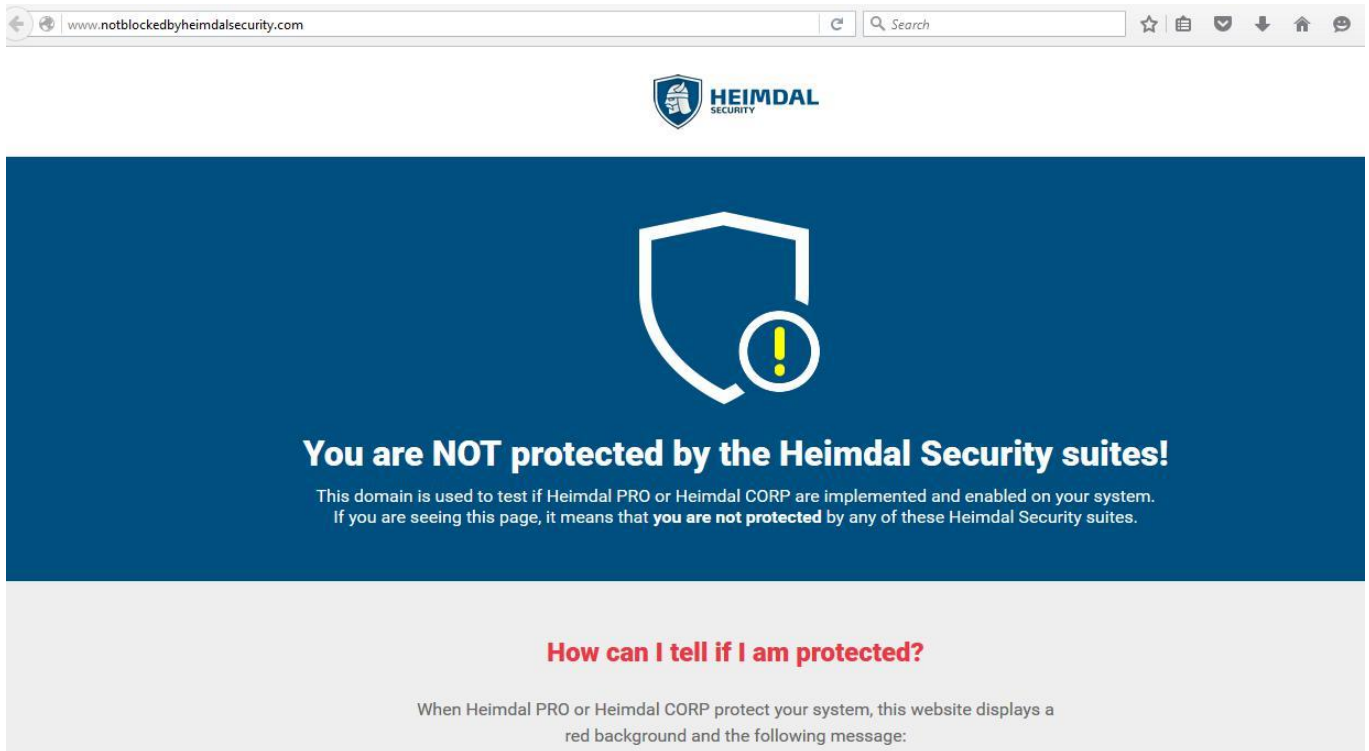 www.notblockedbyheimdalsecurity.com
Search
HEIMDAL
SECURITY
You are NOT protected by the Heimdal Security suites!
This domain is used to test if Heimdal PRO or Heimdal CORP are implemented and enabled on your system.
If you are seeing this page, it means that you are not protected by any of these Heimdal Security suites.
How can I tell if I am protected?
When Heimdal PRO or Heimdal CORP protect your system, this website displays a
red background and the following message: